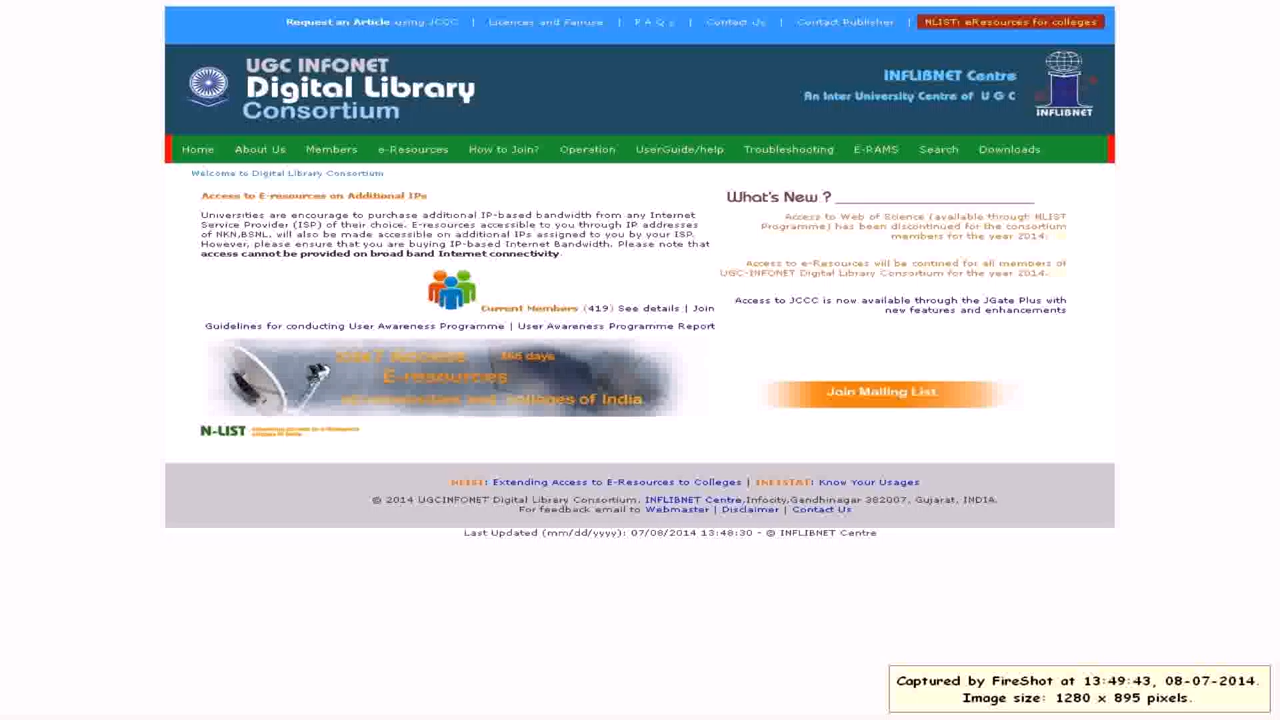 Request an Article using JCCC | Licences and Fairuse | F A Q s | Contact Us | Contact Publisher | NLIST: eResources for colleges
UGC INFONET
Digital Library
Consortium
INFLIBNET Centre
An Inter University Centre of U G C
INFLIBNET
Home About Us Members e-Resources How to Join? Operation UserGuide/help Troubleshooting E-RAMS Search Downloads
Welcome to Digital Library Consortium
Access to E-resources on Additional IPs
Universities are encourage to purchase additional IP-based bandwidth from any Internet
Service Provider (ISP) of their choice. E-resources accessible to you through IP addresses
of NKN,BSNL, will also be made accessible on additional IPs assigned to you by your ISP.
However, please ensure that you are buying IP-based Internet Bandwidth. Please note that
access cannot be provided on broad band Internet connectivity.
Current Members (419) See details | Join
Guidelines for conducting User Awareness Programme | User Awareness Programme Report
365 days
E-resources
and colleges of India
N-LIST
What's New ?
Access to Web of Science (available through NLIST
Programme) has been discontinued for the consortium
members for the year 2014.
Access to e-Resources will be contined for all members of
UGC-INFONET Digital Library Consortium for the year 2014.
Access to JCCC is now available through the JGate Plus with
new features and enhancements
Join Mailing List
NLIST: Extending Access to E-Resources to Colleges | INFISTAT: Know Your Usages
© 2014 UGCINFONET Digital Library Consortium, INFLIBNET Centre,Infocity,Gandhinagar 382007, Gujarat, INDIA.
For feedback email to Webmaster | Disclaimer | Contact Us
Last Updated (mm/dd/yyyy): 07/08/2014 13:48:30 - © INFLIBNET Centre
Captured by FireShot at 13:49:43, 08-07-2014.
Image size: 1280 x 895 pixels.